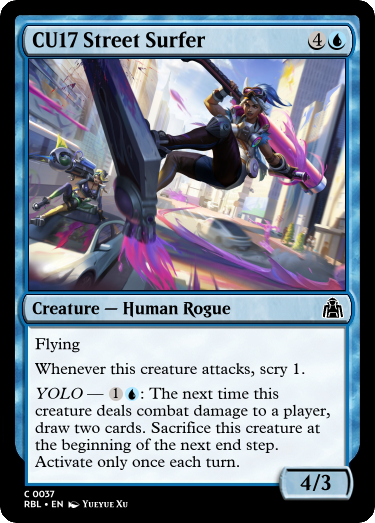 CU17 Street Surfer 4
Creature — Human Rogue
Flying
Whenever this creature attacks, scry 1.
YOLO — 1 : The next time this
creature deals combat damage to a player,
draw two cards. Sacrifice this creature at
the beginning of the next end step.
Activate only once each turn.
4/3
C 0037
RBL • EN Yueyue Xu